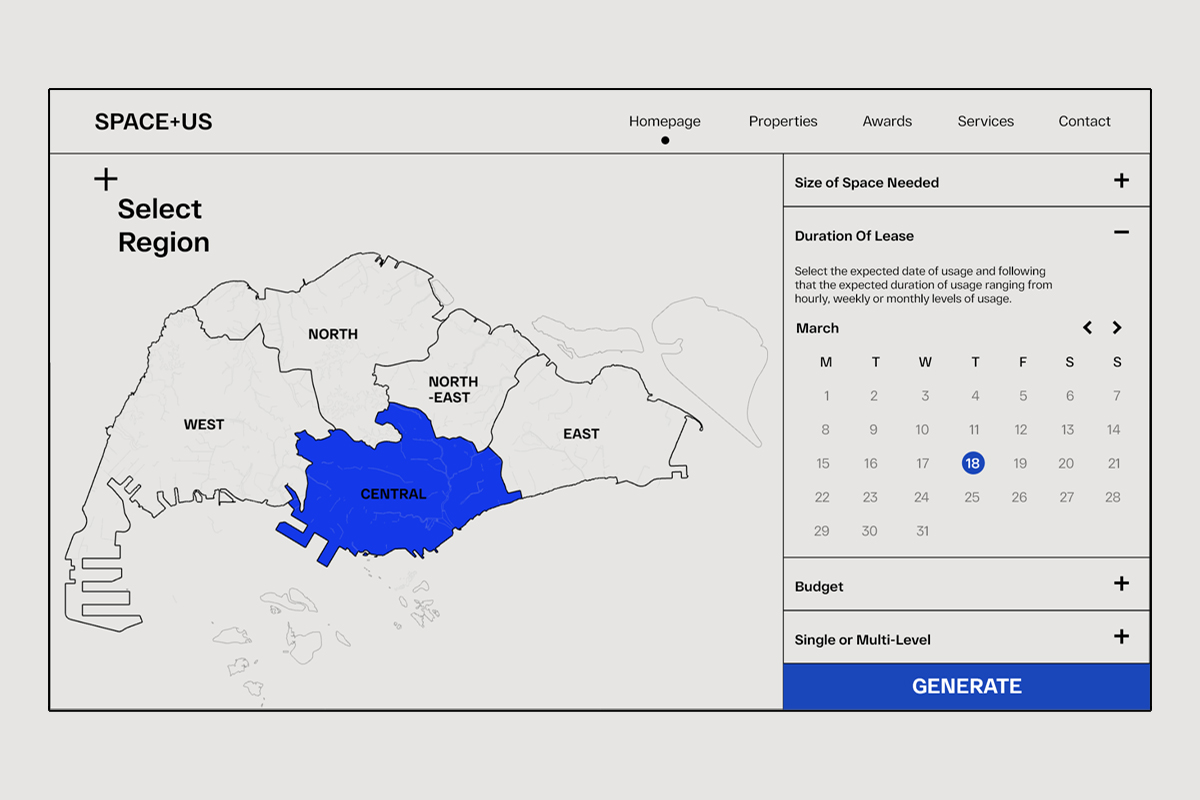 SPACE+US
Homepage Properties Awards Services Contact
+
Select
Region
NORTH
NORTH
-EAST
WEST
EAST
CENTRAL
Size of Space Needed +
Duration Of Lease −
Select the expected date of usage and following
that the expected duration of usage ranging from
hourly, weekly or monthly levels of usage.
March < >
M T W T F S S
1 2 3 4 5 6 7
8 9 10 11 12 13 14
15 16 17 18 19 20 21
22 23 24 25 26 27 28
29 30 31
Budget +
Single or Multi-Level +
GENERATE